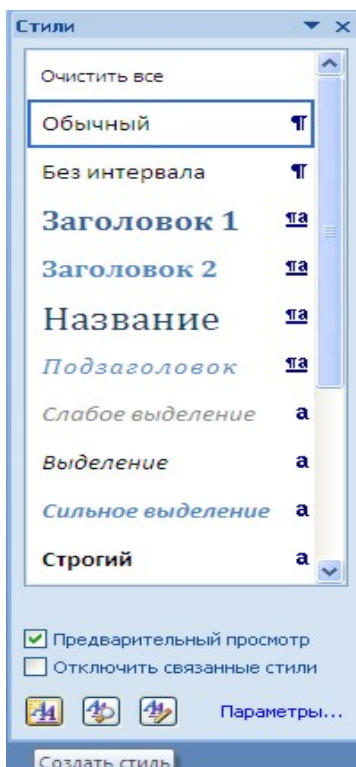 Стили
Очистить все
Обычный ¶
Без интервала ¶
Заголовок 1 ¶a
Заголовок 2 ¶a
Название ¶a
Подзаголовок ¶a
Слабое выделение a
Выделение a
Сильное выделение a
Строгий a
Предварительный просмотр
Отключить связанные стили
Параметры...
Создать стиль